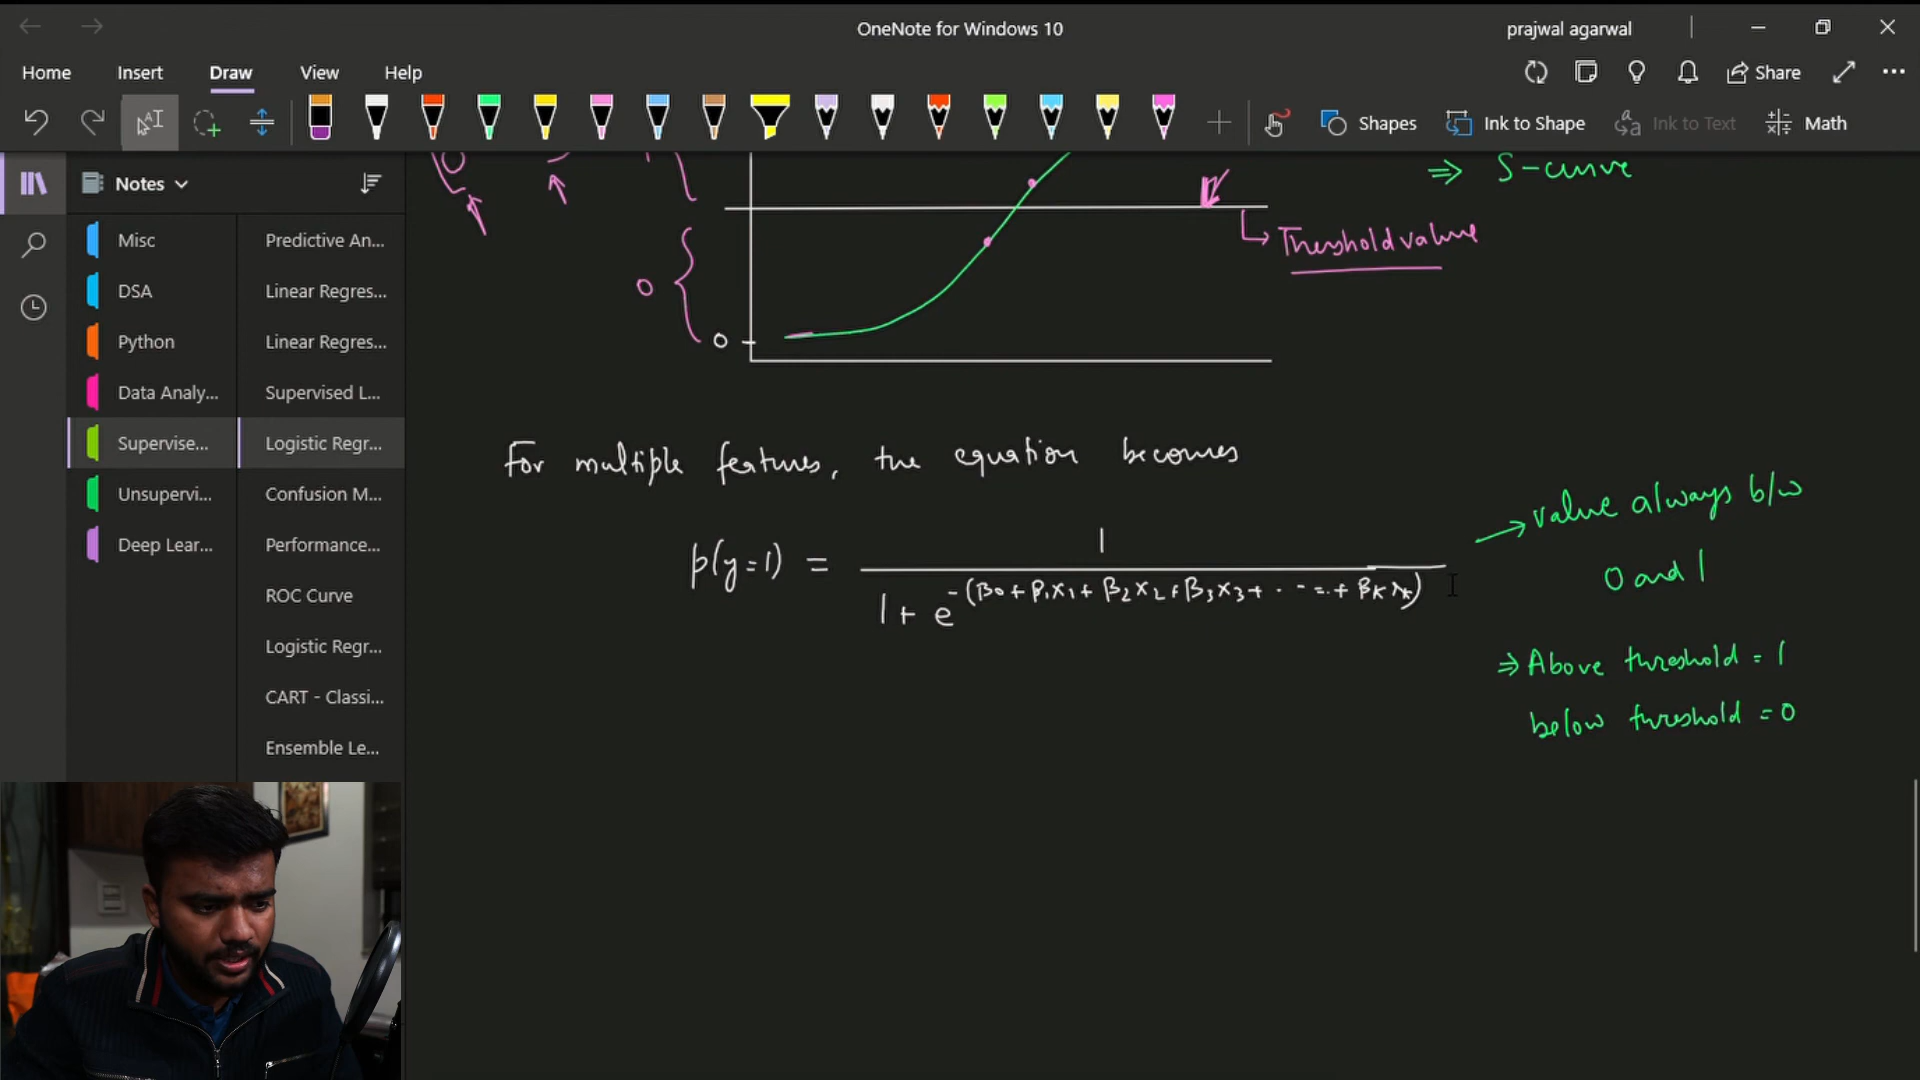 OneNote for Windows 10
prajwal agarwal
Home Insert Draw View Help
Share
Shapes
Ink to Shape
Ink to Text
Math
Notes
Misc
DSA
Python
Data Analy...
Supervise...
Unsupervi...
Deep Lear...
Predictive An...
Linear Regres...
Linear Regres...
Supervised L...
Logistic Regr...
Confusion M...
Performance...
ROC Curve
Logistic Regr...
CART - Classi...
Ensemble Le...
⇒ S-curve
Threshold value
0
0
For multiple features, the equation becomes
p(y=1) = 1
1 + e^-(β0 + β1x1 + β2x2 + β3x3 + ---- + βkxk)
→ value always b/w
0 and 1
⇒ Above threshold = 1
below threshold = 0